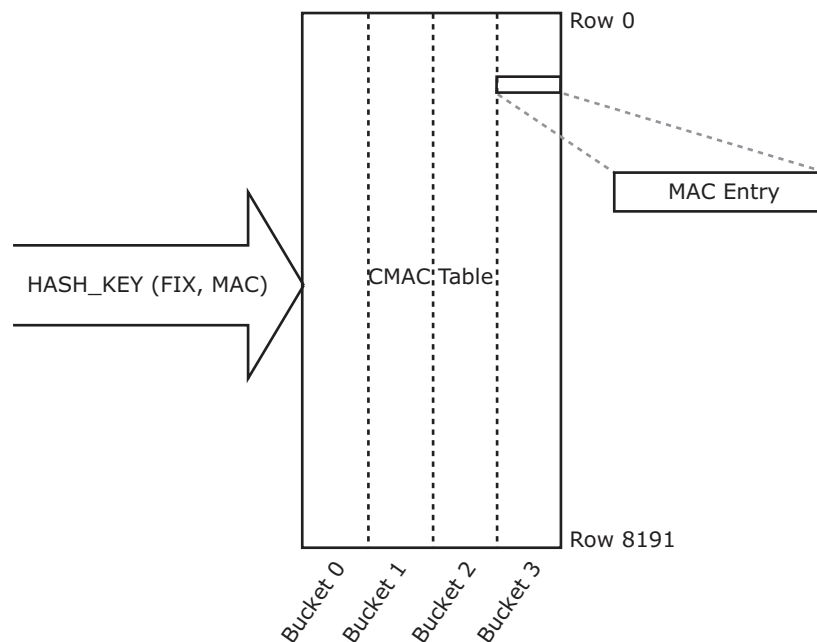 Row 0
MAC Entry
HASH_KEY (FIX, MAC)
CMAC Table
Row 8191
Bucket 0
Bucket 1
Bucket 2
Bucket 3